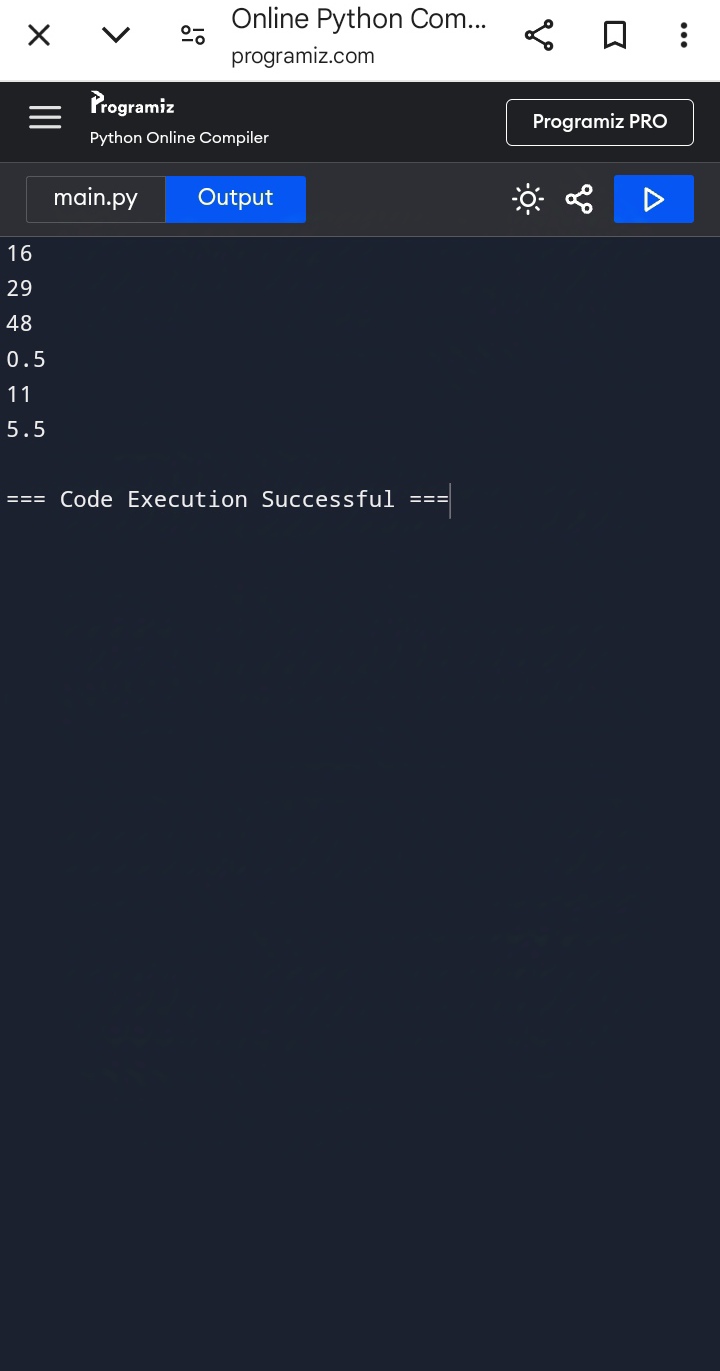 Online Python Com...
programiz.com
Programiz
Python Online Compiler
Programiz PRO
main.py
Output
16
29
48
0.5
11
5.5
=== Code Execution Successful ===